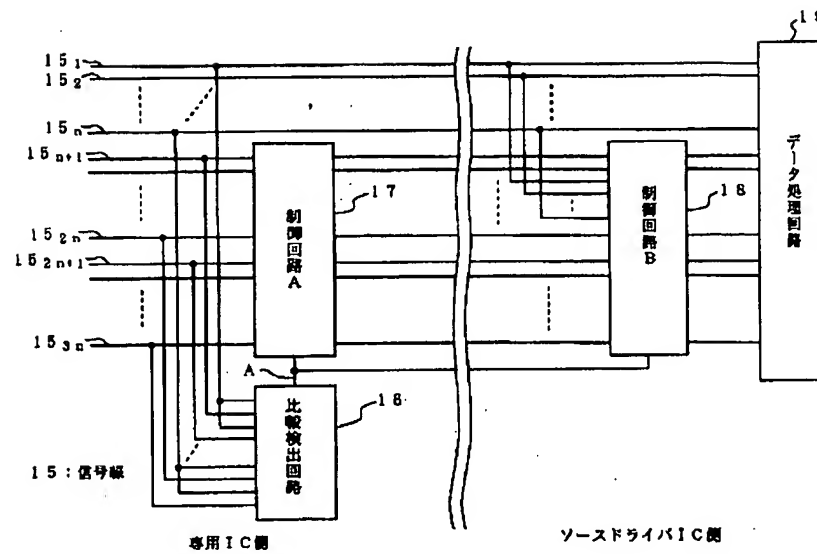 15₁
15₂
15ₙ
15ₙ₊₁
15₂ₙ
15₂ₙ₊₁
15₃ₙ
制御回路A
17
A
比較検出回路
16
15：信号線
専用IC側
制御回路B
18
データ処理回路
ソースドライバIC側